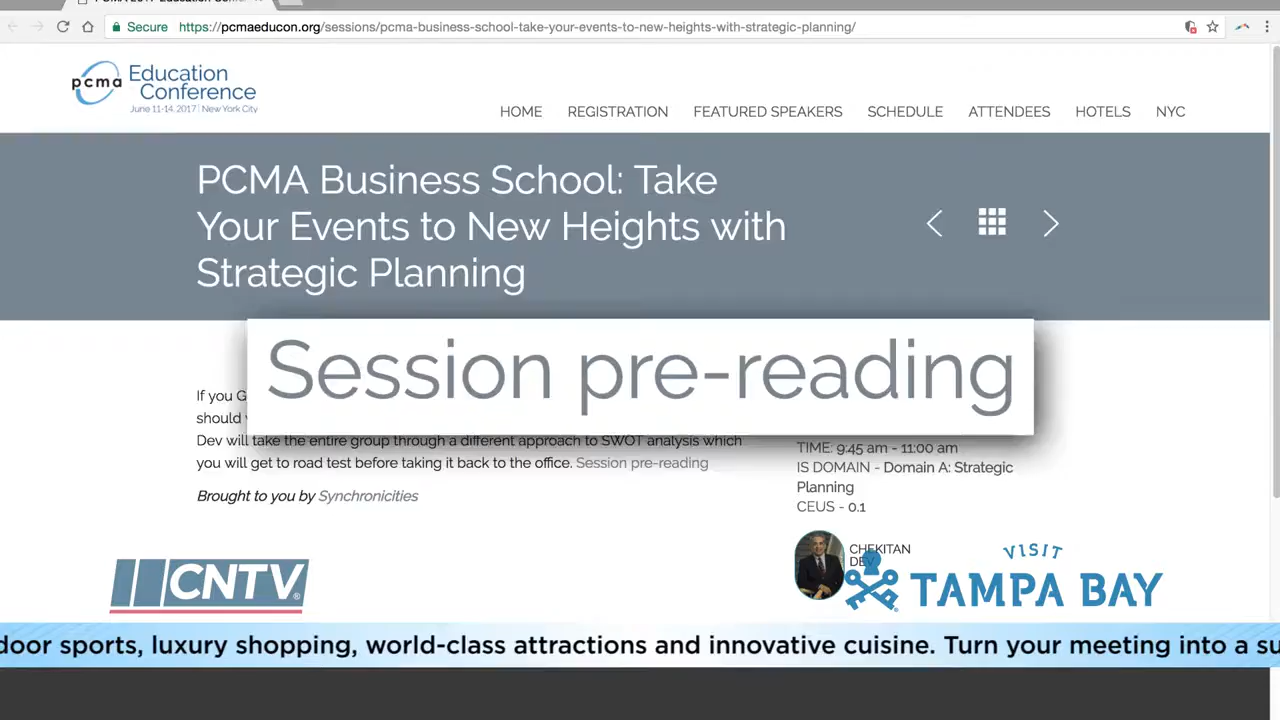 Secure https://pcmaeducon.org/sessions/pcma-business-school-take-your-events-to-new-heights-with-strategic-planning/
pcma Education
Conference
June 11-14, 2017 | New York City
HOME REGISTRATION FEATURED SPEAKERS SCHEDULE ATTENDEES HOTELS NYC
PCMA Business School: Take
Your Events to New Heights with
Strategic Planning
Session pre-reading
If you G
should
Dev will take the entire group through a different approach to SWOT analysis which
you will get to road test before taking it back to the office. Session pre-reading
Brought to you by Synchronicities
TIME: 9:45 am - 11:00 am
IS DOMAIN - Domain A: Strategic
Planning
CEUS - 0.1
CHEKITAN
DEV
CNTV
VISIT
TAMPA BAY
door sports, luxury shopping, world-class attractions and innovative cuisine. Turn your meeting into a su